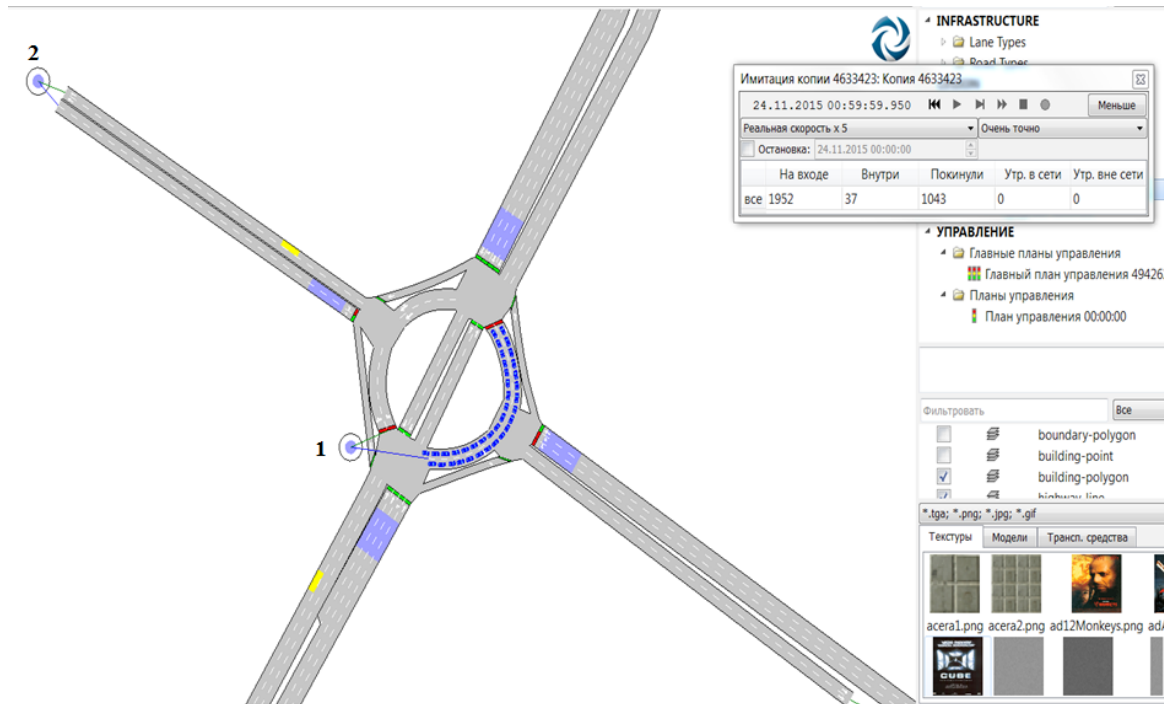 2
1
INFRASTRUCTURE
Lane Types
Road Types
Имитация копии 4633423: Копия 4633423
24.11.2015 00:59:59.950
Меньше
Реальная скорость x 5
Очень точно
Остановка: 24.11.2015 00:00:00
На входе Внутри Покинули Утр. в сети Утр. вне сети
все 1952 37 1043 0 0
УПРАВЛЕНИЕ
Главные планы управления
Главный план управления 49426
Планы управления
План управления 00:00:00
Фильтровать
Все
boundary-polygon
building-point
building-polygon
highway-line
*.tga; *.png; *.jpg; *.gif
Текстуры Модели Трансп. средства
acera1.png acera2.png ad12Monkeys.png
CUBE